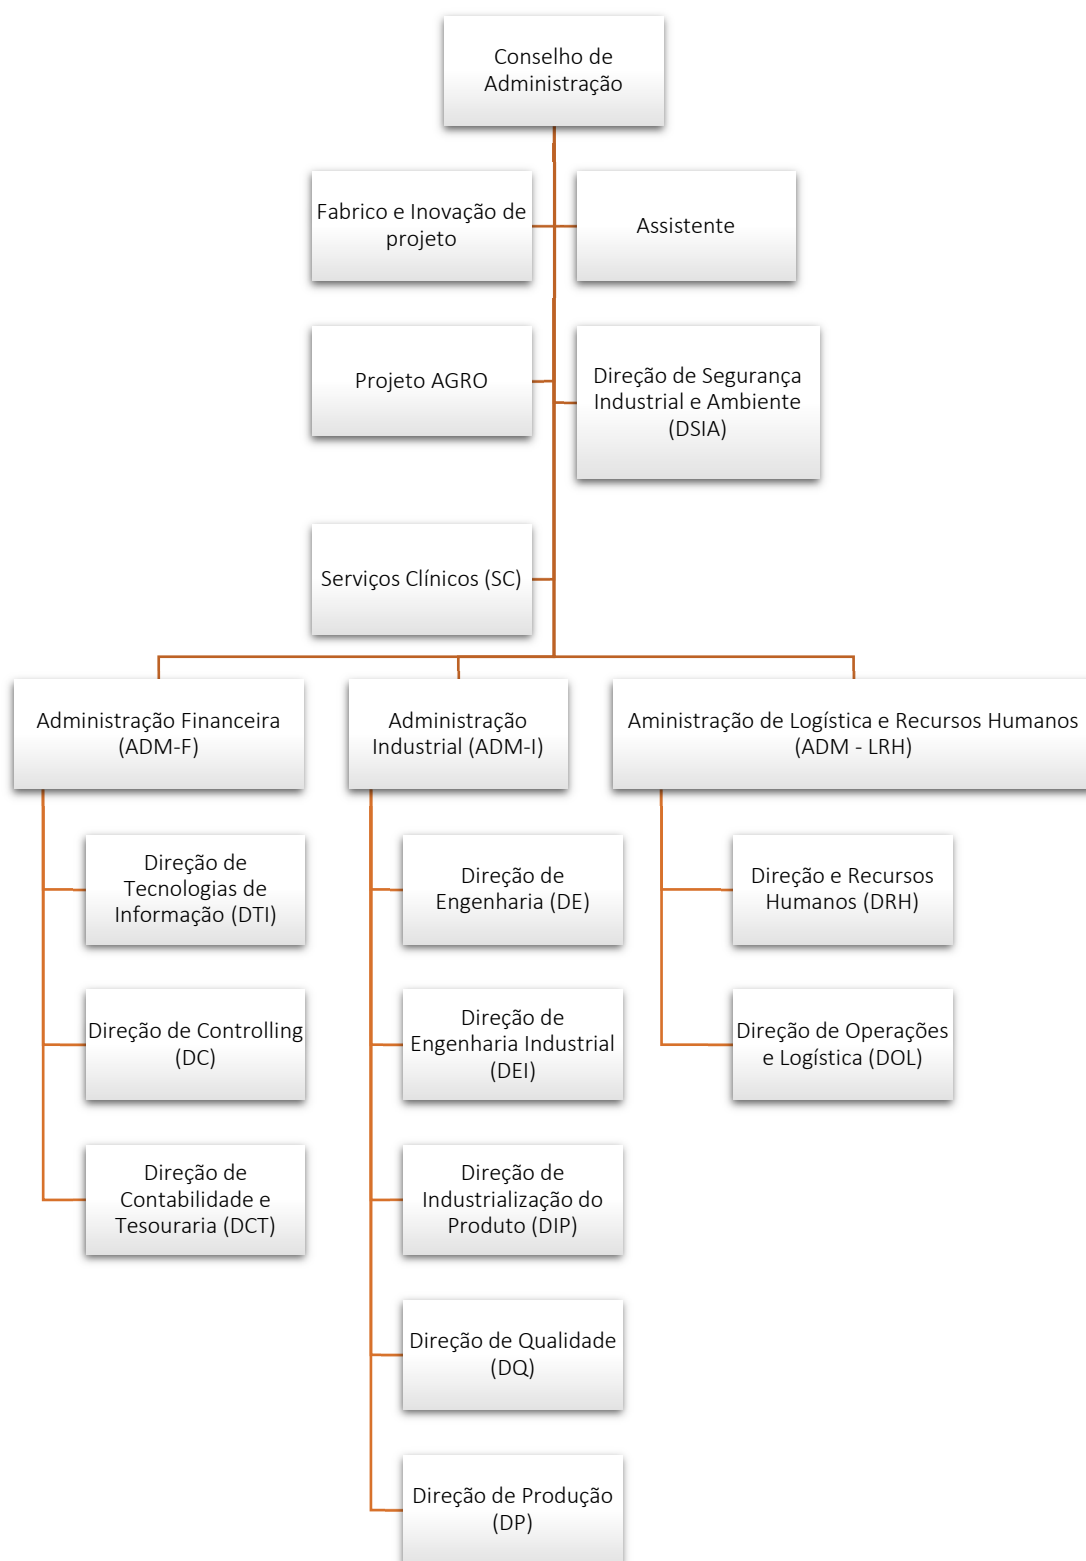 Conselho de
Administração
Fabrico e Inovação de
projeto
Assistente
Projeto AGRO
Direção de Segurança
Industrial e Ambiente
(DSIA)
Serviços Clínicos (SC)
Administração Financeira
(ADM-F)
Administração
Industrial (ADM-I)
Aministração de Logística e Recursos Humanos
(ADM - LRH)
Direção de
Tecnologias de
Informação (DTI)
Direção de Controlling
(DC)
Direção de
Contabilidade e
Tesouraria (DCT)
Direção de
Engenharia (DE)
Direção de
Engenharia Industrial
(DEI)
Direção de
Industrialização do
Produto (DIP)
Direção de Qualidade
(DQ)
Direção de Produção
(DP)
Direção e Recursos
Humanos (DRH)
Direção de Operações
e Logística (DOL)